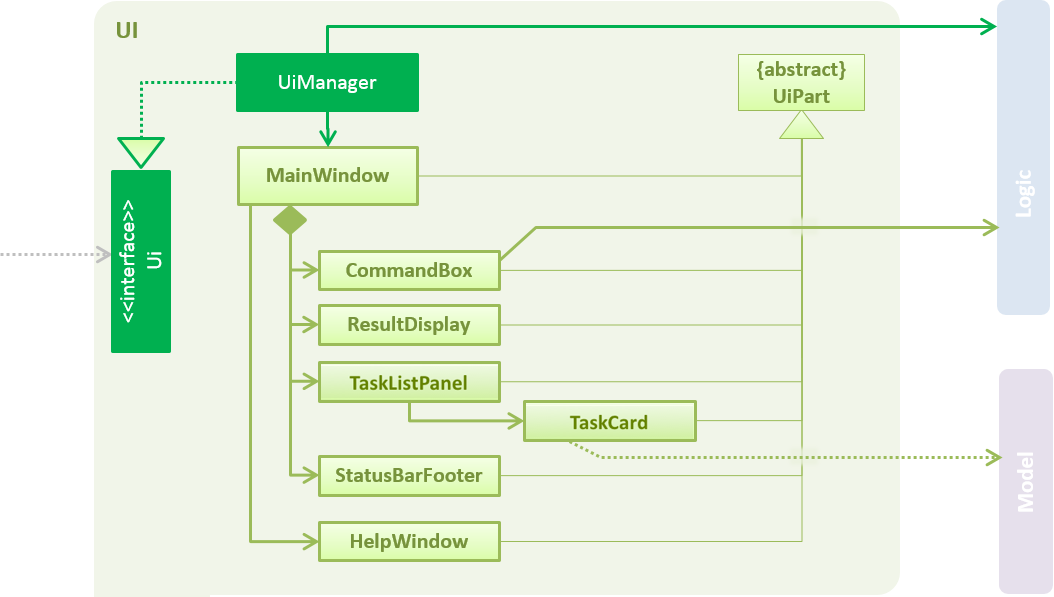 UI
UiManager
{abstract}
UiPart
MainWindow
Logic
<<interface>>
Ui
CommandBox
ResultDisplay
TaskListPanel
TaskCard
Model
StatusBarFooter
HelpWindow